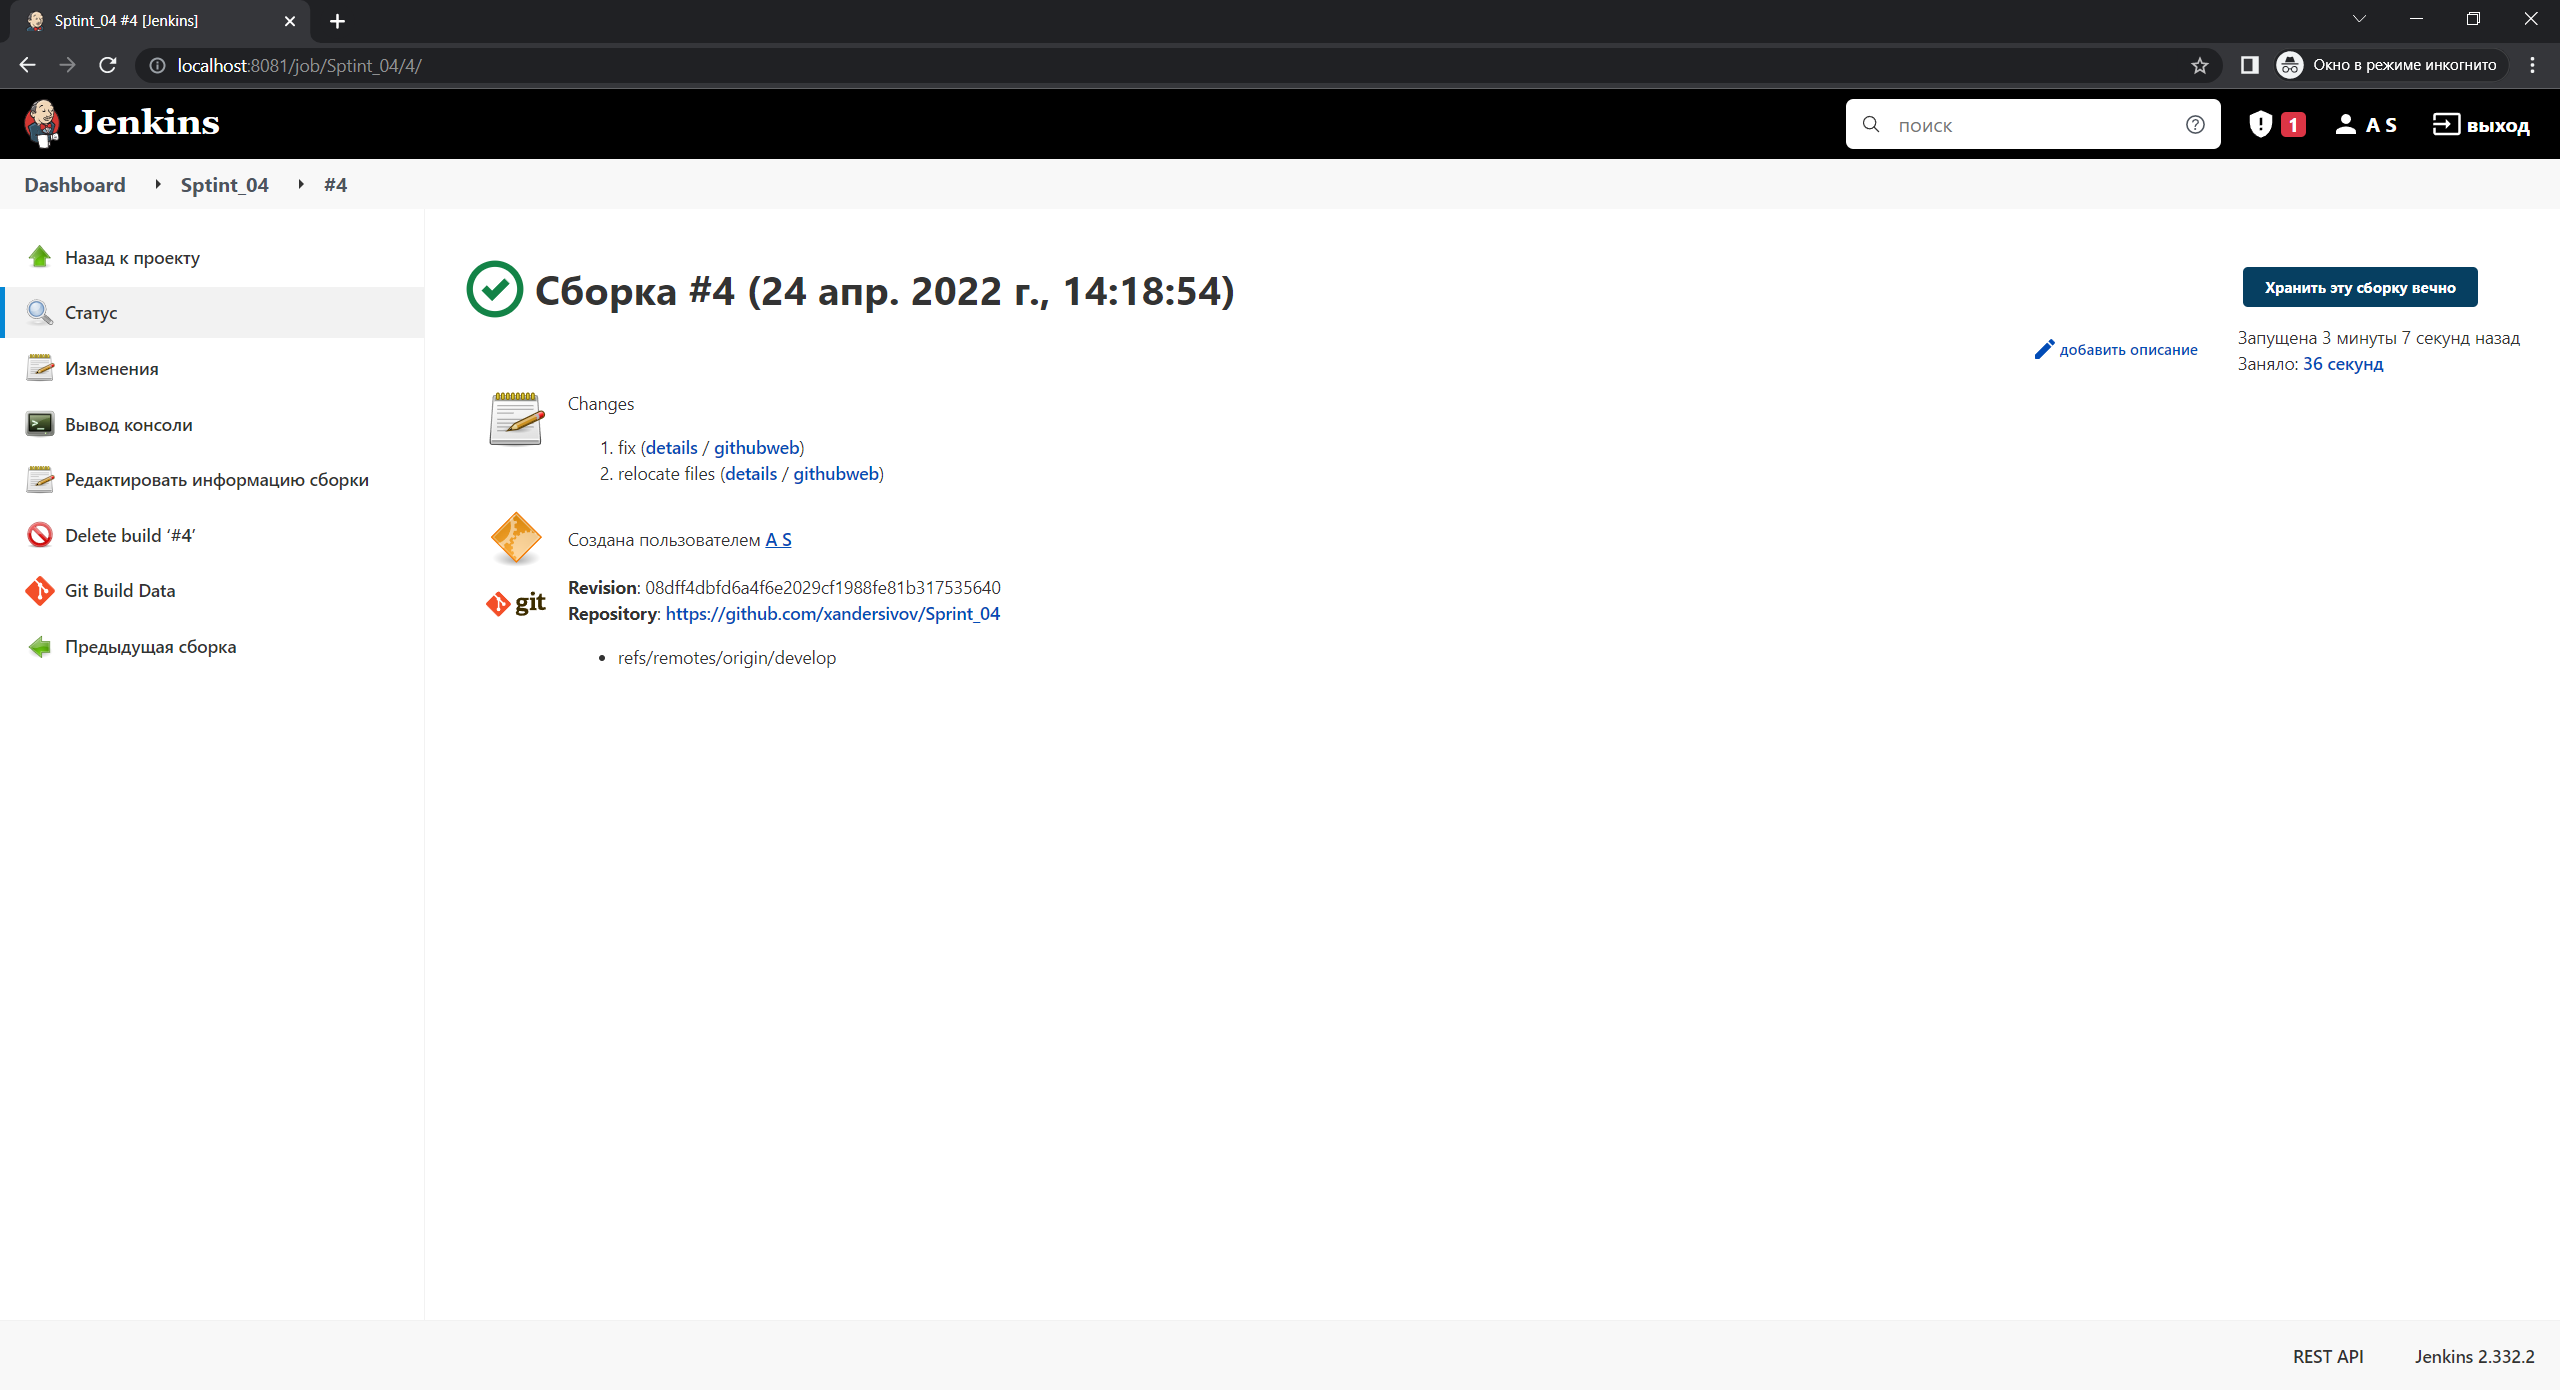 Sptint_04 #4 [Jenkins]
localhost:8081/job/Sptint_04/4/
Окно в режиме инкогнито
Jenkins
поиск
1
A S
выход
Dashboard
Sptint_04
#4
Назад к проекту
Статус
Изменения
Вывод консоли
Редактировать информацию сборки
Delete build ‘#4’
Git Build Data
Предыдущая сборка
Сборка #4 (24 апр. 2022 г., 14:18:54)
Хранить эту сборку вечно
добавить описание
Запущена 3 минуты 7 секунд назад
Заняло: 36 секунд
Changes
1. fix (details / githubweb)
2. relocate files (details / githubweb)
Создана пользователем A S
git
Revision: 08dff4dbfd6a4f6e2029cf1988fe81b317535640
Repository: https://github.com/xandersivov/Sprint_04
• refs/remotes/origin/develop
REST API
Jenkins 2.332.2